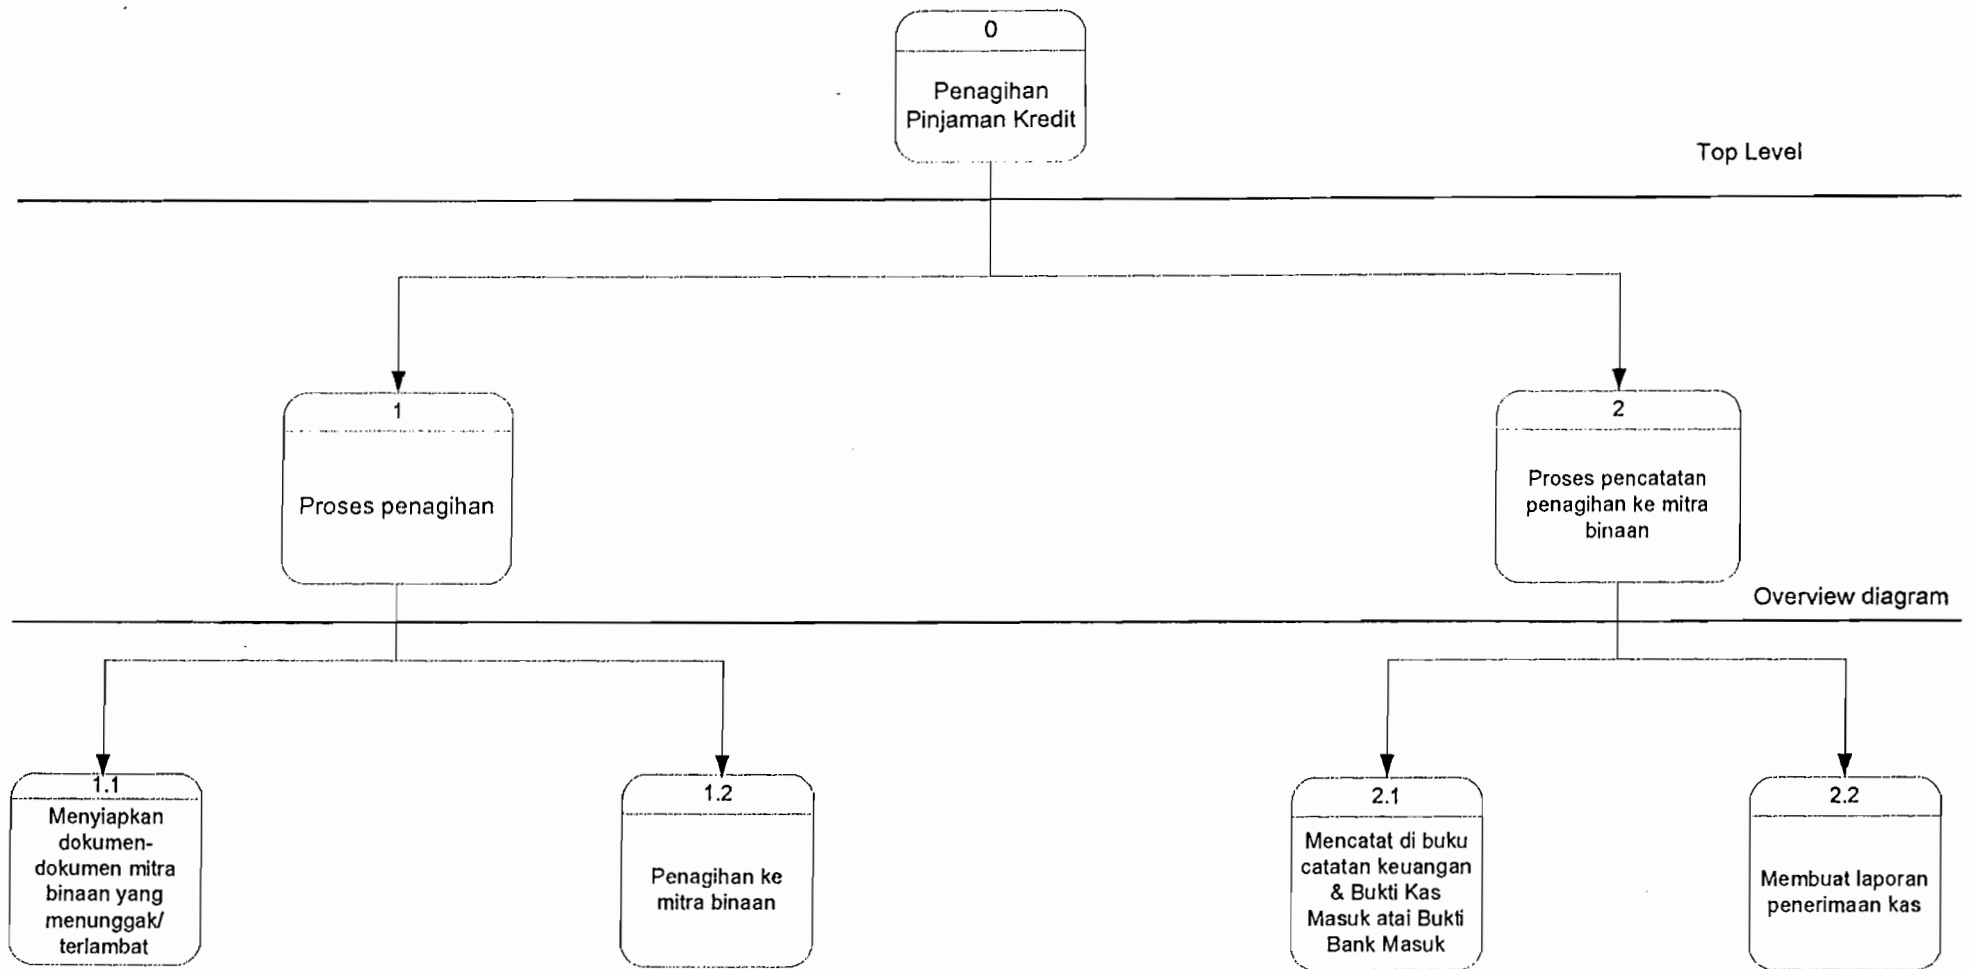 0
Penagihan
Pinjaman Kredit
Top Level
1
Proses penagihan
2
Proses pencatatan
penagihan ke mitra
binaan
Overview diagram
1.1
Menyiapkan
dokumen-
dokumen mitra
binaan yang
menunggak/
terlambat
1.2
Penagihan ke
mitra binaan
2.1
Mencatat di buku
catatan keuangan
& Bukti Kas
Masuk atai Bukti
Bank Masuk
2.2
Membuat laporan
penerimaan kas